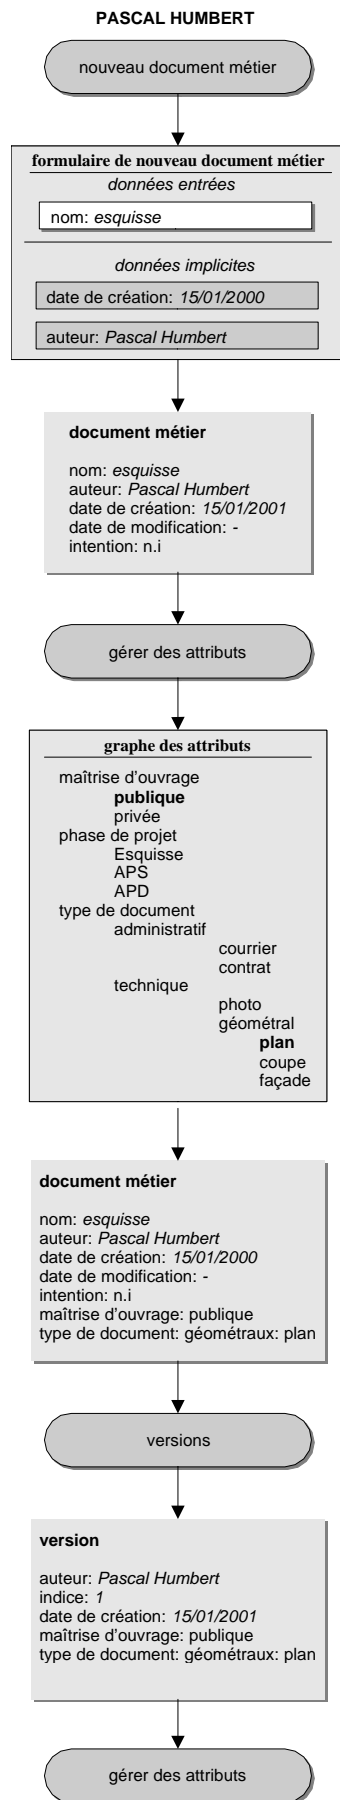 PASCAL HUMBERT
nouveau document métier
formulaire de nouveau document métier
données entrées
nom: esquisse
données implicites
date de création: 15/01/2000
auteur: Pascal Humbert
document métier
nom: esquisse
auteur: Pascal Humbert
date de création: 15/01/2001
date de modification: -
intention: n.i
gérer des attributs
graphe des attributs
maîtrise d'ouvrage
publique
privée
phase de projet
Esquisse
APS
APD
type de document
administratif
courrier
contrat
technique
photo
géométral
plan
coupe
façade
document métier
nom: esquisse
auteur: Pascal Humbert
date de création: 15/01/2000
date de modification: -
intention: n.i
maîtrise d'ouvrage: publique
type de document: géométraux: plan
versions
version
auteur: Pascal Humbert
indice: 1
date de création: 15/01/2001
maîtrise d'ouvrage: publique
type de document: géométraux: plan
gérer des attributs